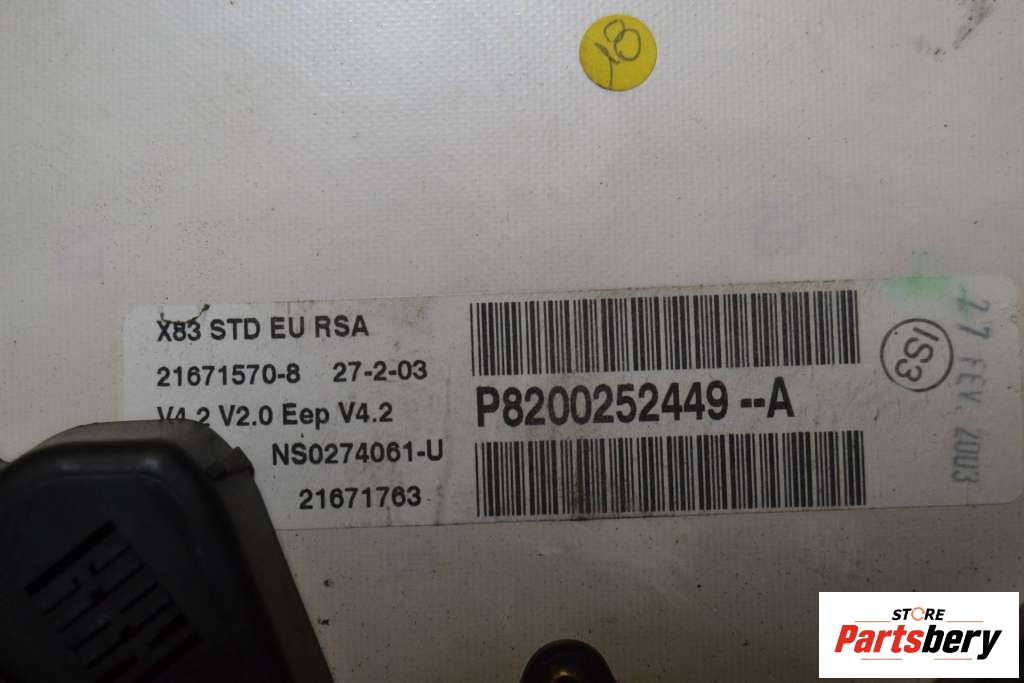 18
X83 STD EU RSA
21671570-8 27-2-03
V4.2 V2.0 Eep V4.2
NS0274061-U
21671763
P8200252449--A
IS3
27 FEV. 2003
STORE
Partsbery